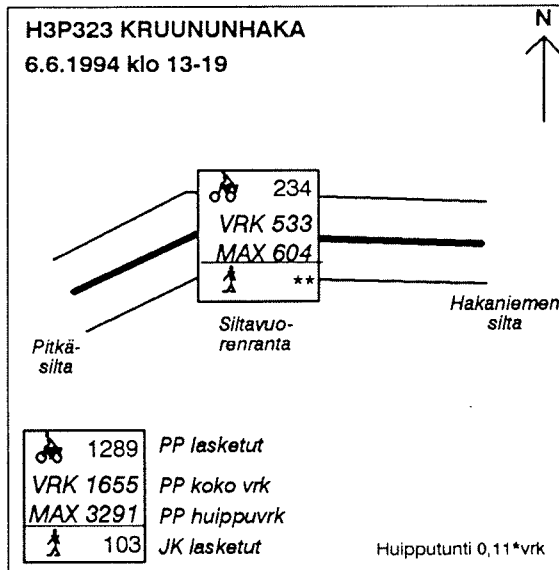 H3P323 KRUUNUNHAKA
N
6.6.1994 klo 13-19
234
VRK 533
MAX 604
**
Pitkä-
silta
Siltavuo-
renranta
Hakaniemen
silta
1289 PP lasketut
VRK 1655 PP koko vrk
MAX 3291 PP huippuvrk
103 JK lasketut
Huipputunti 0,11*vrk